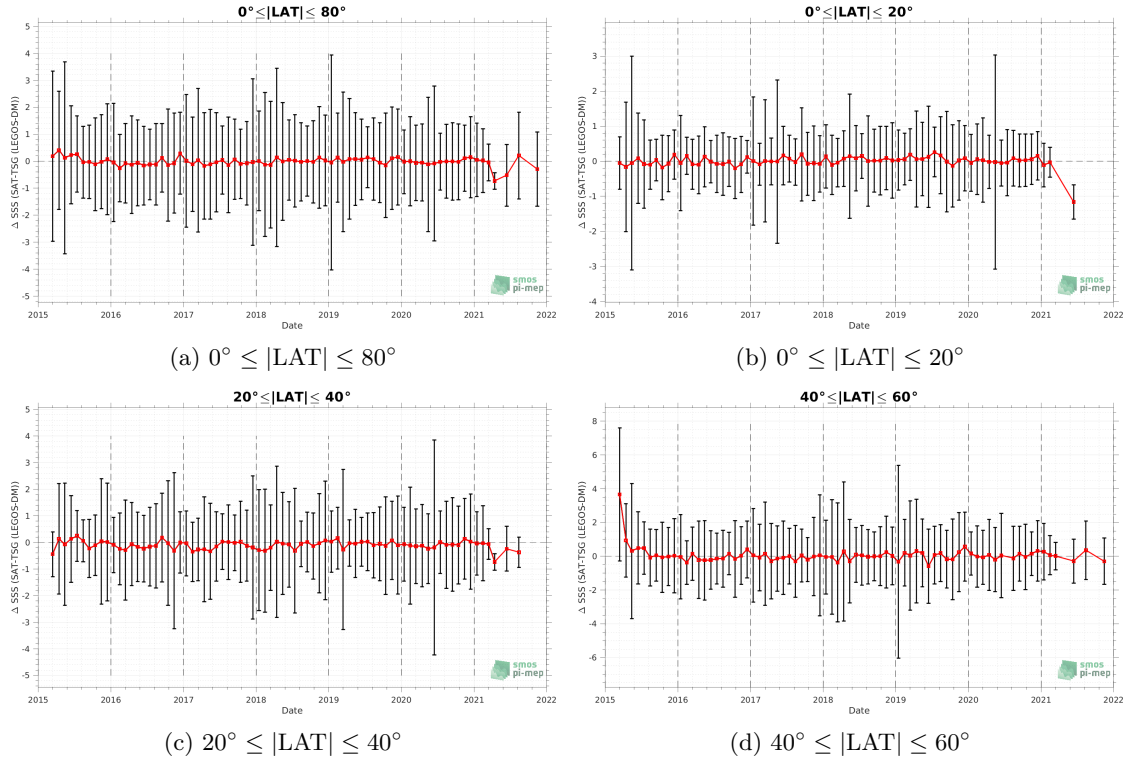 0°≤|LAT|≤ 80°
5
4
3
2
1
0
-1
-2
-3
-4
-5
Δ SSS (SAT-TSG (LEGOS-DM))
smos
pi-mep
2015 2016 2017 2018 2019 2020 2021 2022
Date
(a) 0° ≤ |LAT| ≤ 80°
0°≤|LAT|≤ 20°
3
2
1
0
-1
-2
-3
-4
Δ SSS (SAT-TSG (LEGOS-DM))
smos
pi-mep
2015 2016 2017 2018 2019 2020 2021 2022
Date
(b) 0° ≤ |LAT| ≤ 20°
20°≤|LAT|≤ 40°
5
4
3
2
1
0
-1
-2
-3
-4
-5
Δ SSS (SAT-TSG (LEGOS-DM))
smos
pi-mep
2015 2016 2017 2018 2019 2020 2021 2022
Date
(c) 20° ≤ |LAT| ≤ 40°
40°≤|LAT|≤ 60°
8
6
4
2
0
-2
-4
-6
Δ SSS (SAT-TSG (LEGOS-DM))
smos
pi-mep
2015 2016 2017 2018 2019 2020 2021 2022
Date
(d) 40° ≤ |LAT| ≤ 60°